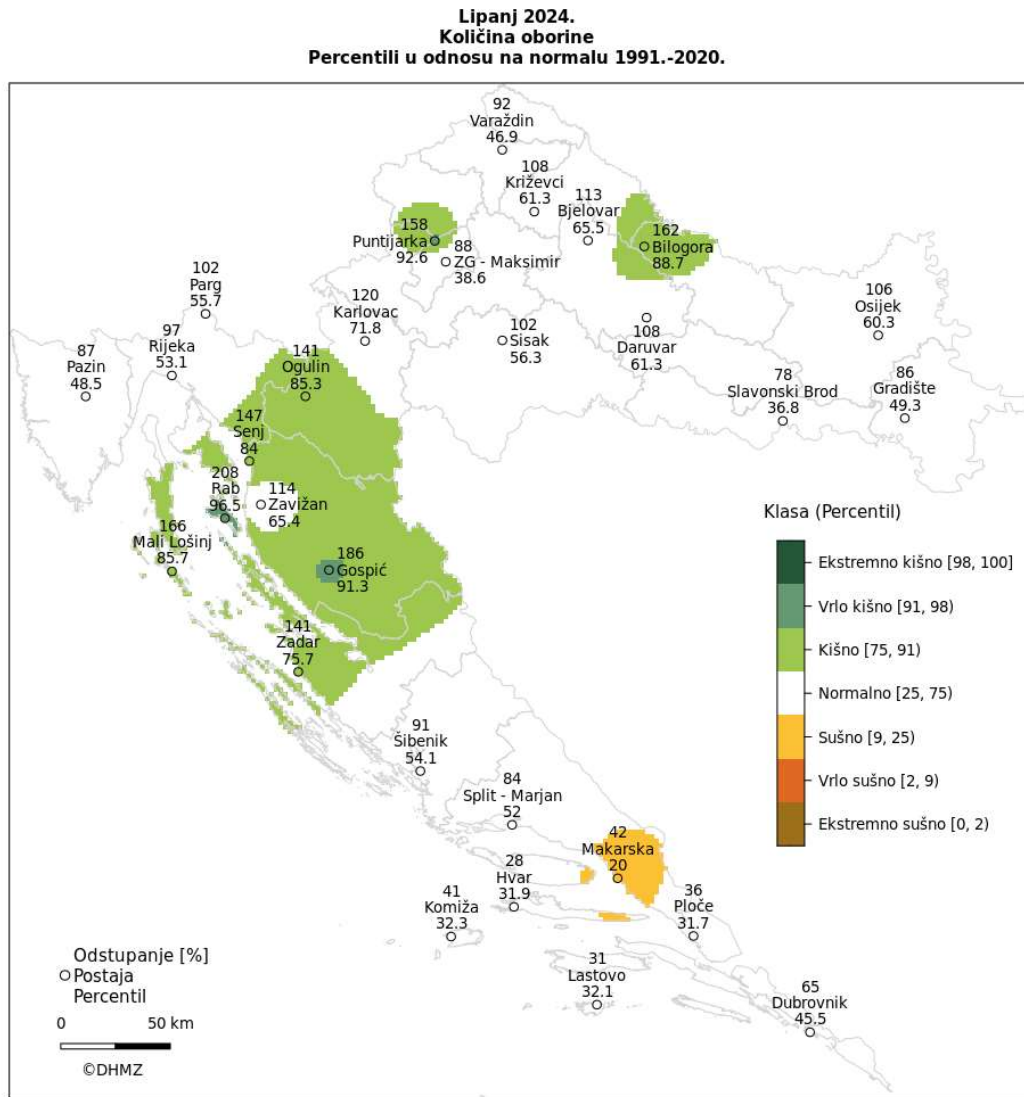 Lipanj 2024.
Količina oborine
Percentili u odnosu na normalu 1991.-2020.
92
Varaždin
46.9
108
Križevci
61.3
113
Bjelovar
65.5
158
Puntijarka
92.6
88
ZG - Maksimir
38.6
162
Bilogora
88.7
102
Parg
55.7
120
Karlovac
71.8
102
Sisak
56.3
108
Daruvar
61.3
106
Osijek
60.3
97
Rijeka
53.1
87
Pazin
48.5
141
Ogulin
85.3
78
Slavonski Brod
36.8
86
Gradište
49.3
147
Senj
84
208
Rab
96.5
114
Zavižan
65.4
166
Mali Lošinj
85.7
186
Gospić
91.3
141
Zadar
75.7
Klasa (Percentil)
Ekstremno kišno [98, 100]
Vrlo kišno [91, 98)
Kišno [75, 91)
Normalno [25, 75)
Sušno [9, 25)
Vrlo sušno [2, 9)
Ekstremno sušno [0, 2)
91
Šibenik
54.1
84
Split - Marjan
52
42
Makarska
20
28
Hvar
31.9
41
Komiža
32.3
36
Ploče
31.7
31
Lastovo
32.1
65
Dubrovnik
45.5
Odstupanje [%]
Postaja
Percentil
0 50 km
©DHMZ